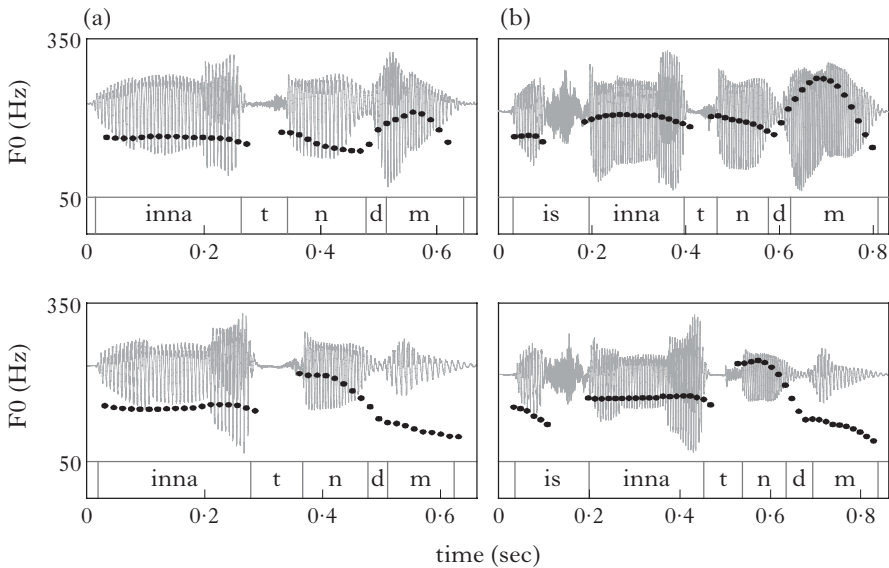 (a) (b)
350
F0 (Hz)
50
inna t n d m
is inna t n d m
0 0·2 0·4 0·6
0 0·2 0·4 0·6 0·8
350
F0 (Hz)
50
inna t n d m
is inna t n d m
0 0·2 0·4 0·6
0 0·2 0·4 0·6 0·8
time (sec)